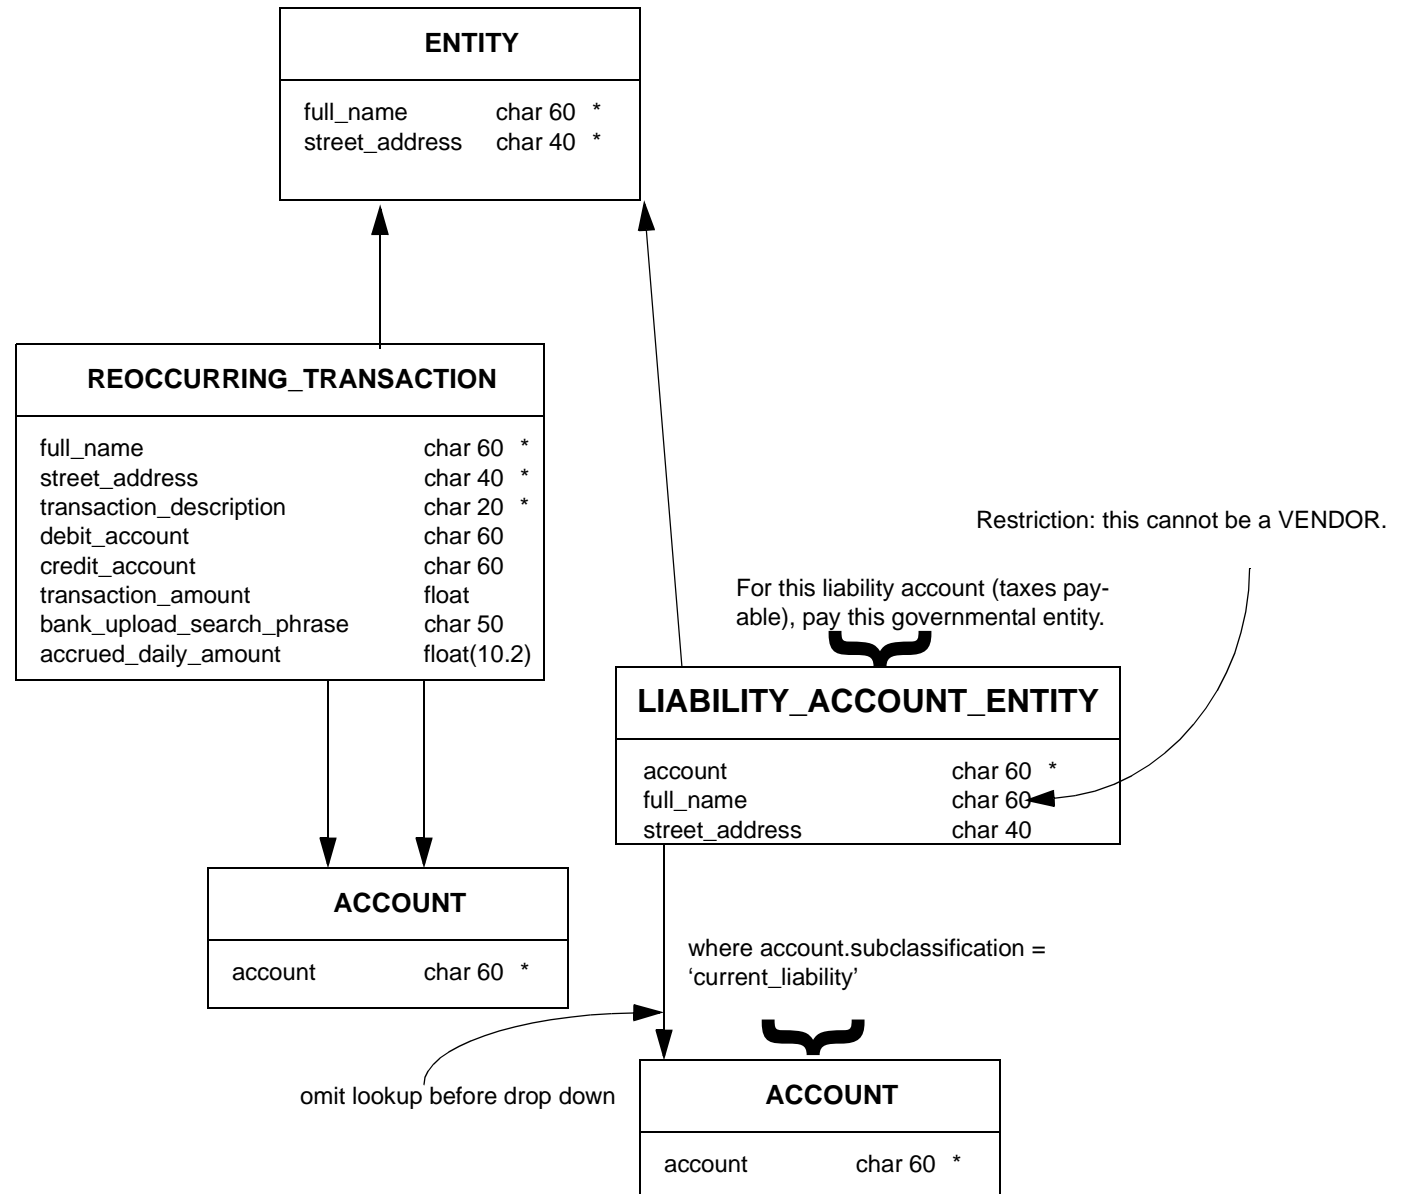 ENTITY
full_name char 60 *
street_address char 40 *
REOCCURRING_TRANSACTION
full_name char 60 *
street_address char 40 *
transaction_description char 20 *
debit_account char 60
credit_account char 60
transaction_amount float
bank_upload_search_phrase char 50
accrued_daily_amount float(10.2)
Restriction: this cannot be a VENDOR.
For this liability account (taxes pay-
able), pay this governmental entity.
LIABILITY_ACCOUNT_ENTITY
account char 60 *
full_name char 60
street_address char 40
ACCOUNT
account char 60 *
where account.subclassification =
‘current_liability’
omit lookup before drop down
ACCOUNT
account char 60 *